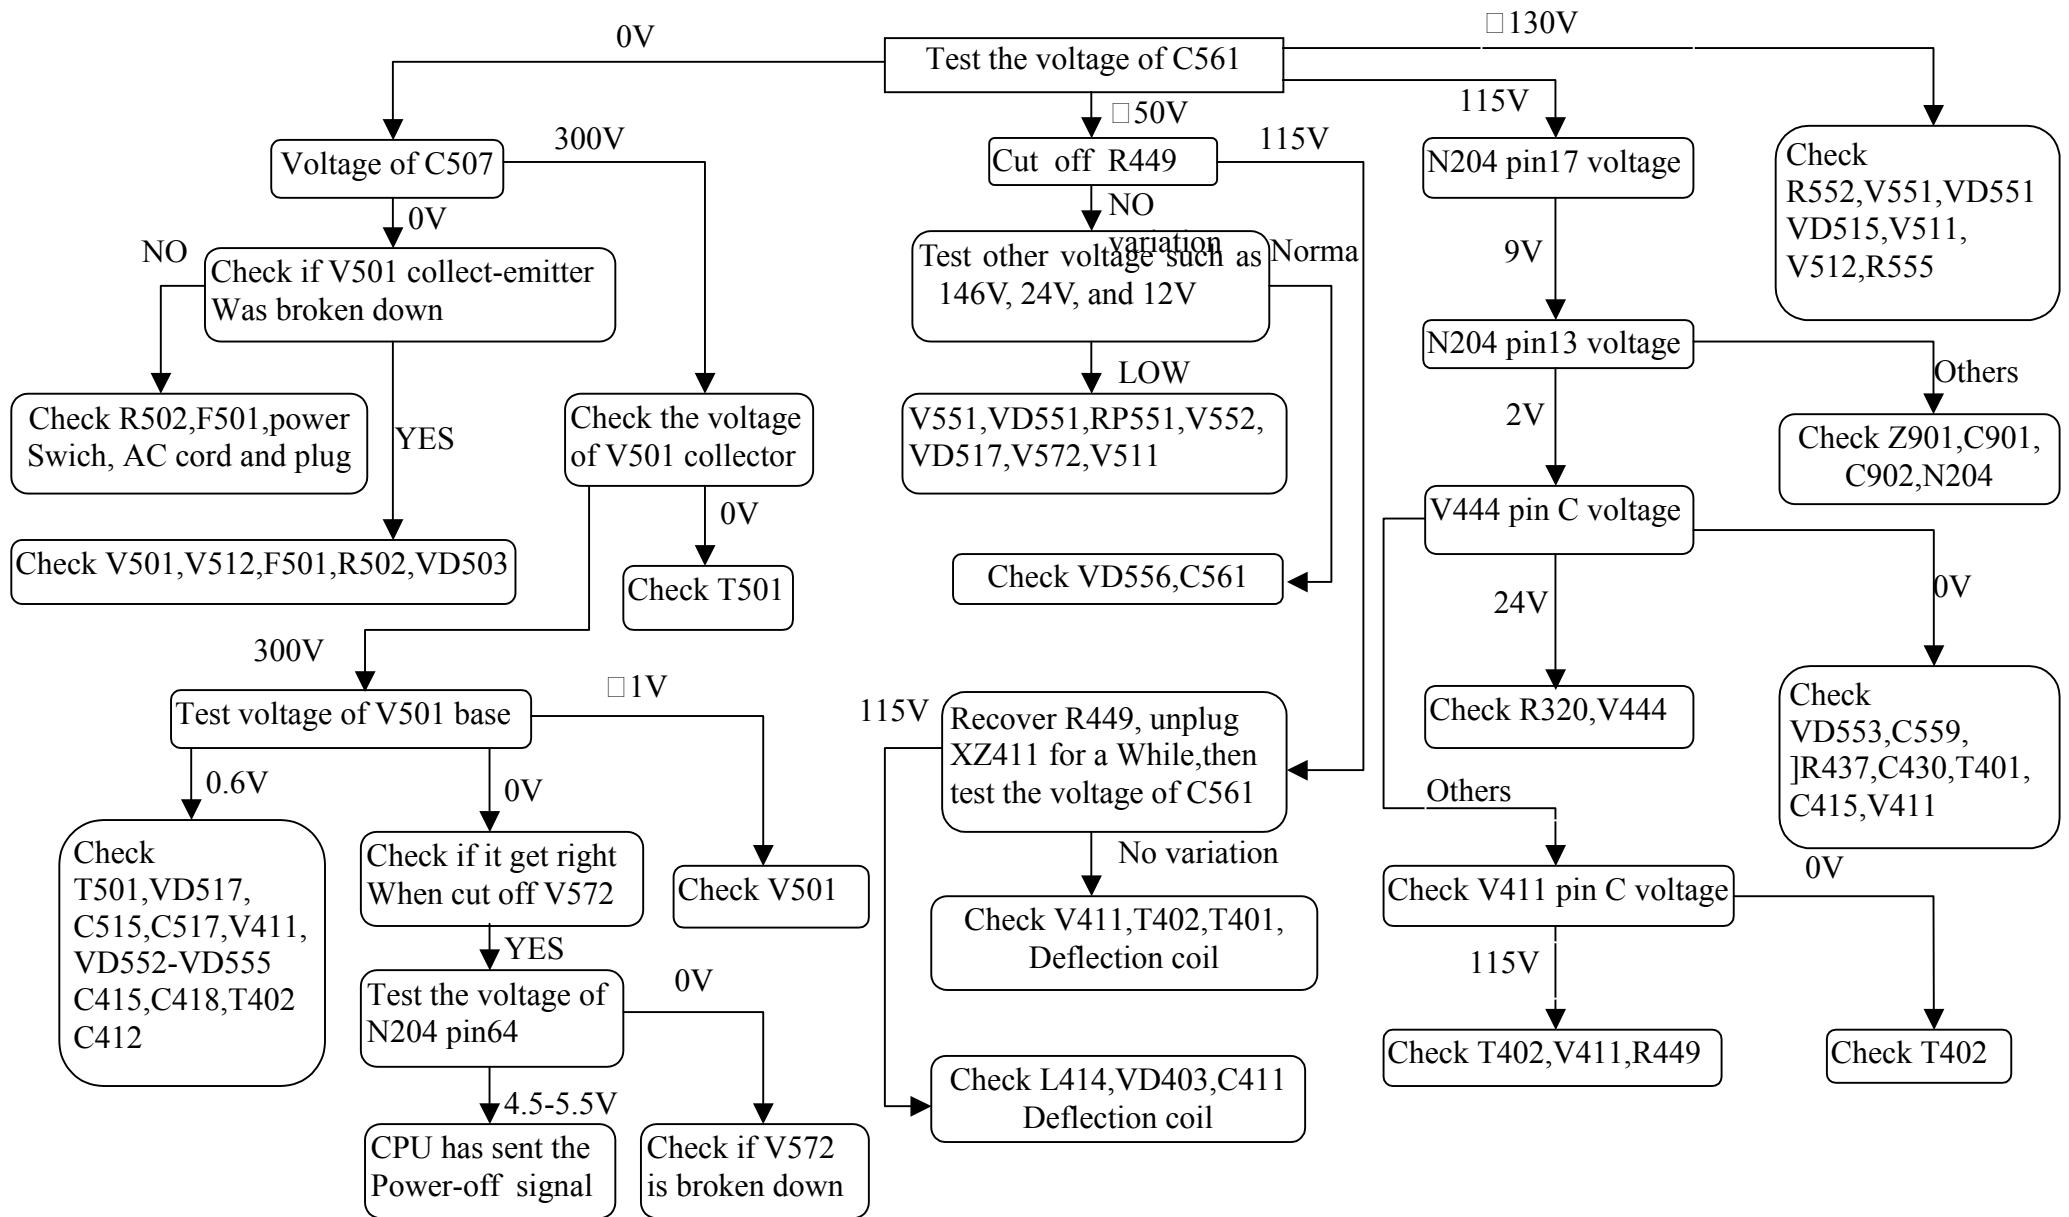 □130V
0V
Test the voltage of C561
115V
□50V
300V
115V
Voltage of C507
Cut  off  R449
N204 pin17 voltage
Check
R552,V551,VD551
VD515,V511,
V512,R555
0V
NO
variation
NO
Check if V501 collect-emitter
Was broken down
Test other voltage such as
146V, 24V, and 12V
Norma
9V
N204 pin13 voltage
LOW
Others
Check R502,F501,power
Swich, AC cord and plug
YES
Check the voltage
of V501 collector
V551,VD551,RP551,V552,
VD517,V572,V511
2V
Check Z901,C901,
C902,N204
0V
V444 pin C voltage
Check V501,V512,F501,R502,VD503
Check T501
Check VD556,C561
24V
0V
300V
□1V
Test voltage of V501 base
115V
Recover R449, unplug
XZ411 for a While,then
test the voltage of C561
Check R320,V444
Check
VD553,C559,
]R437,C430,T401,
C415,V411
0.6V
0V
Others
Check
T501,VD517,
C515,C517,V411,
VD552-VD555
C415,C418,T402
C412
Check if it get right
When cut off V572
Check V501
No variation
Check V411 pin C voltage
0V
Check V411,T402,T401,
Deflection coil
YES
115V
Test the voltage of
N204 pin64
0V
Check T402,V411,R449
Check T402
Check L414,VD403,C411
Deflection coil
4.5-5.5V
CPU has sent the
Power-off  signal
Check if V572
is broken down